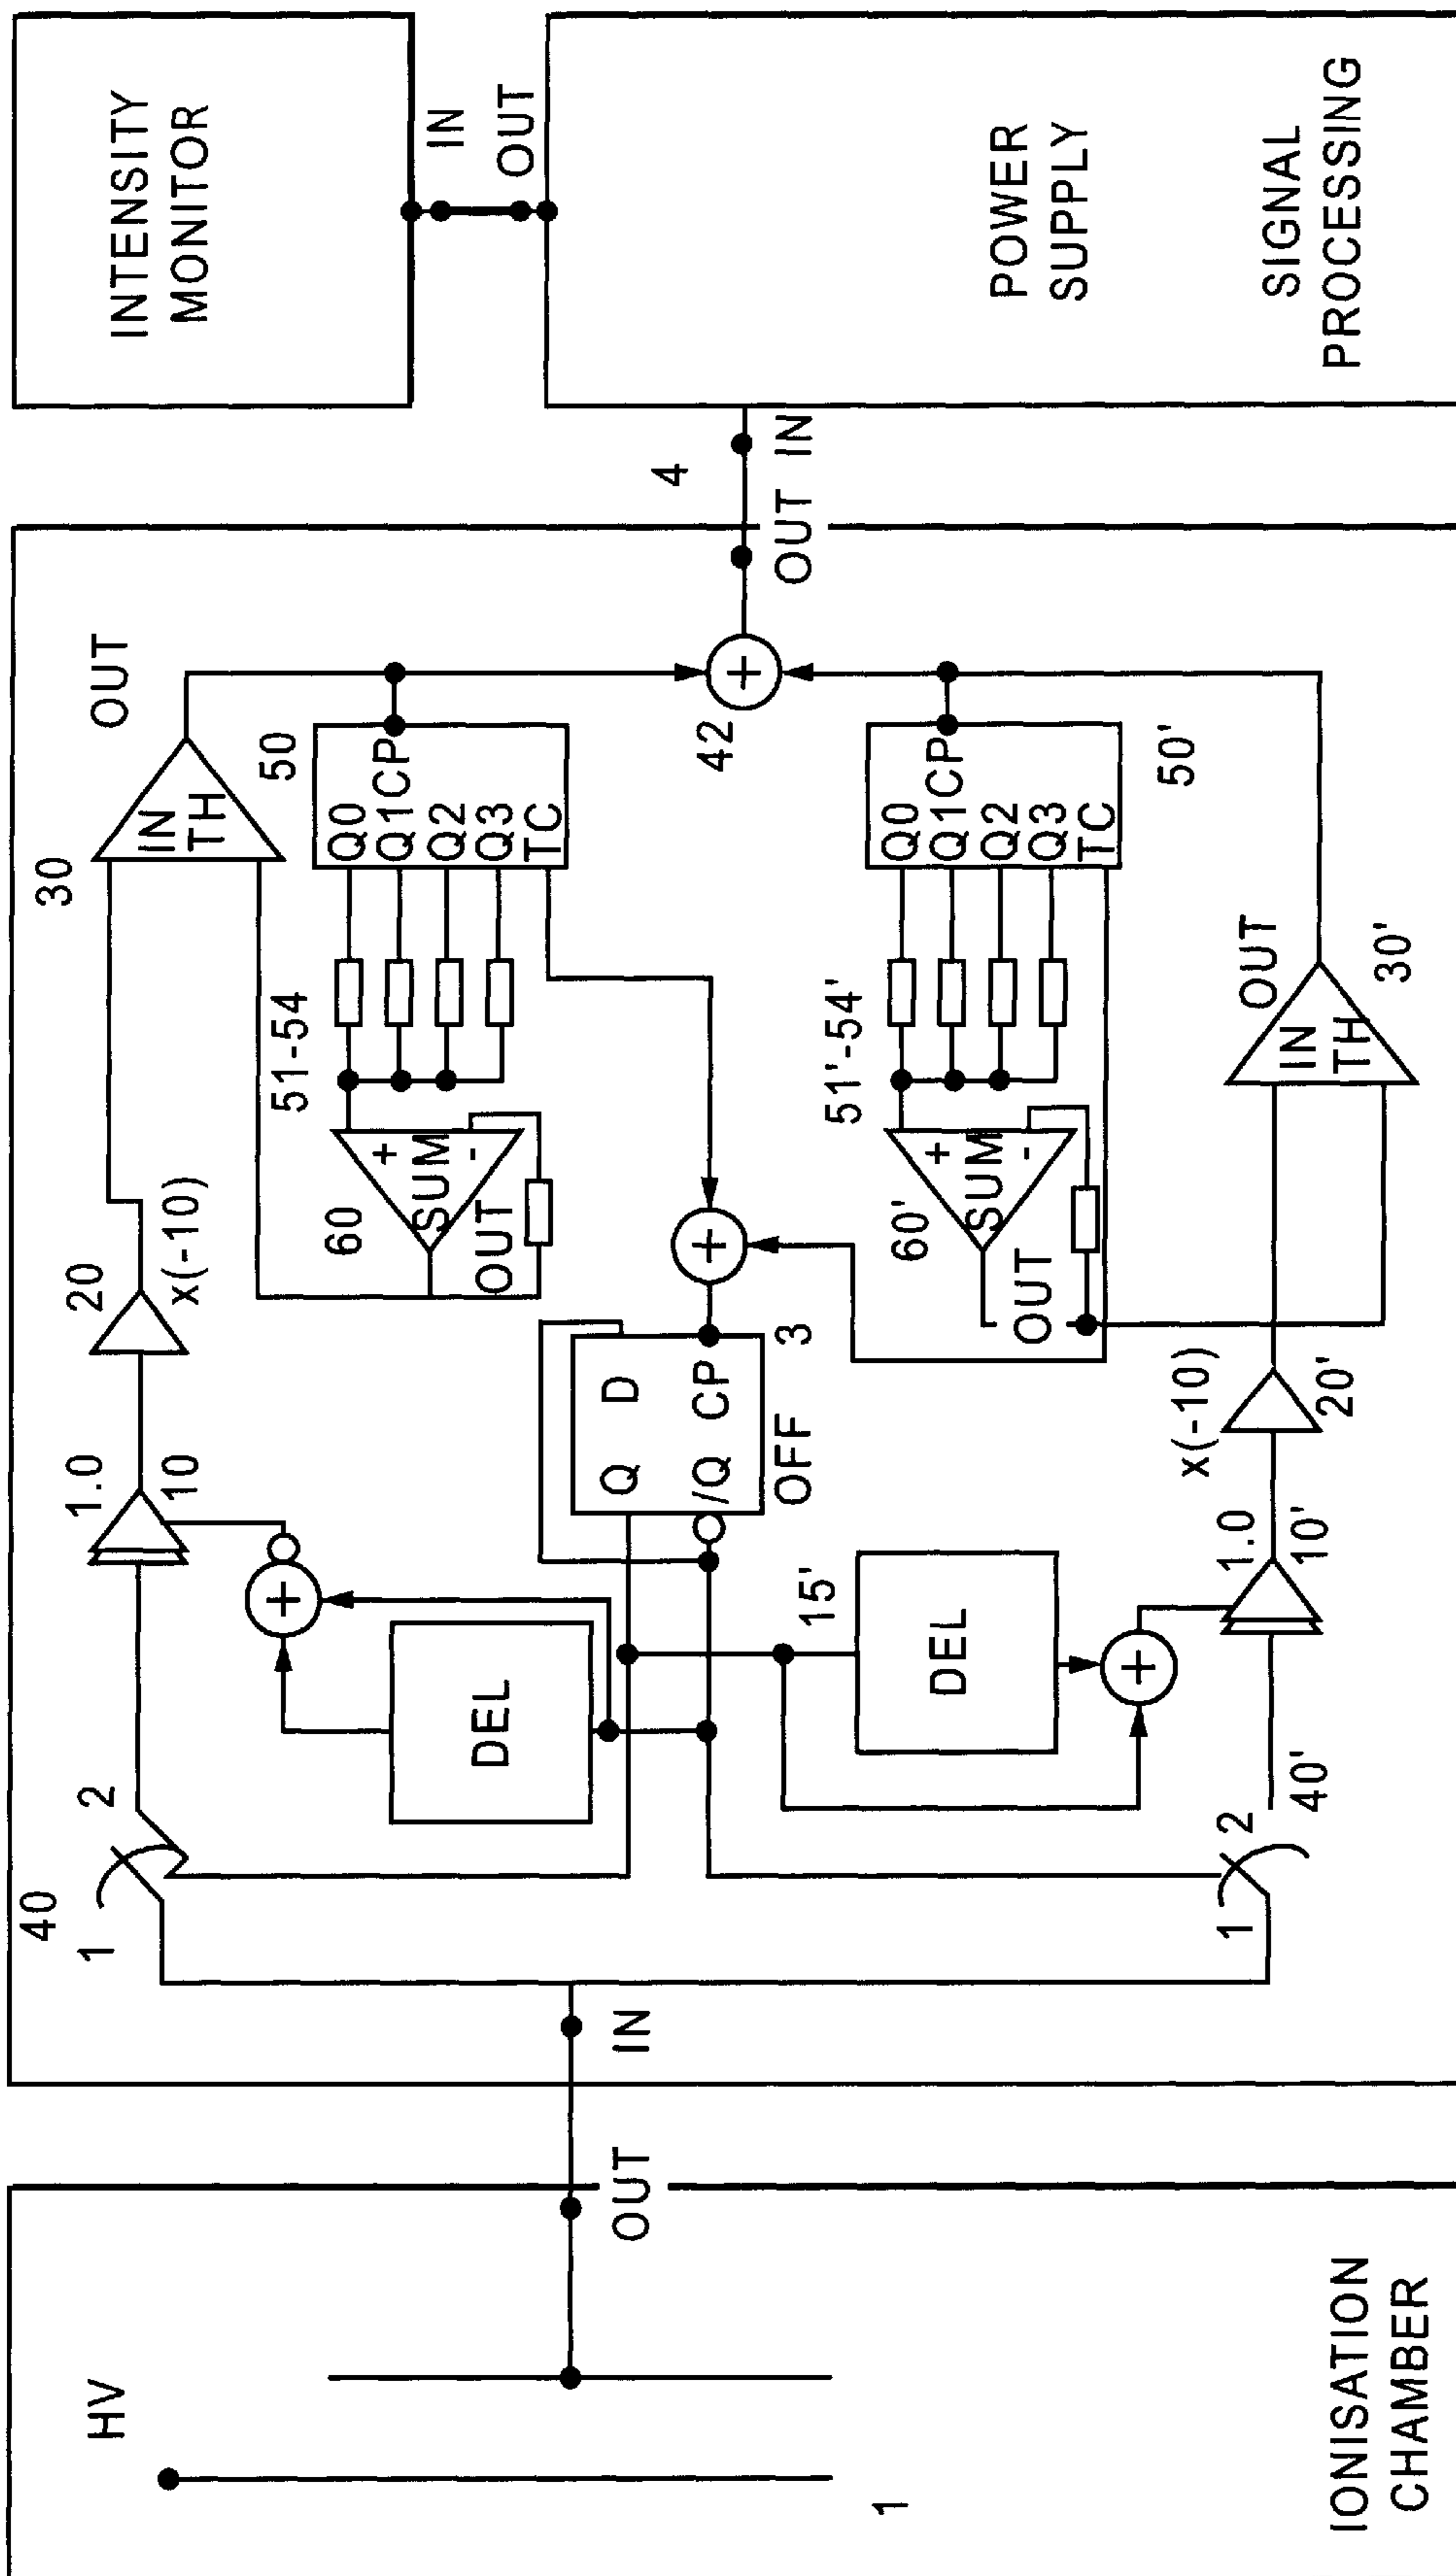 HV
1
IONISATION
CHAMBER
OUT
IN
40
1
2
1.0
10
20
x(-10)
30
IN
TH
OUT
DEL
Q
D
/Q
CP
OFF
3
60
+
SUM
-
OUT
51-54
50
Q0
Q1CP
Q2
Q3
TC
+
+
42
+
15'
DEL
+
1
2
40'
1.0
10'
x(-10)
20'
60'
+
SUM
-
OUT
51'-54'
50'
Q0
Q1CP
Q2
Q3
TC
IN
TH
OUT
30'
OUT
IN
4
INTENSITY
MONITOR
IN
OUT
POWER
SUPPLY
SIGNAL
PROCESSING